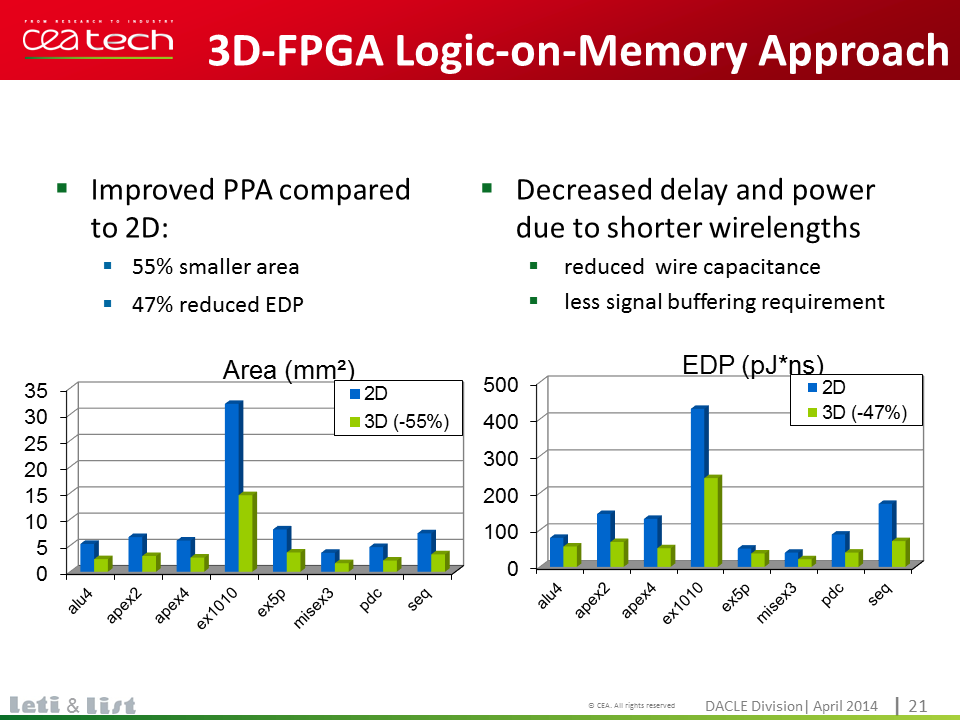 FROM RESEARCH TO INDUSTRY
cea tech
3D-FPGA Logic-on-Memory Approach
Improved PPA compared
to 2D:
55% smaller area
47% reduced EDP
Decreased delay and power
due to shorter wirelengths
reduced wire capacitance
less signal buffering requirement
Area (mm²)
2D
3D (-55%)
35
30
25
20
15
10
5
0
alu4
apex2
apex4
ex1010
ex5p
misex3
pdc
seq
EDP (pJ*ns)
2D
3D (-47%)
500
400
300
200
100
0
alu4
apex2
apex4
ex1010
ex5p
misex3
pdc
seq
leti & list
© CEA. All rights reserved
DACLE Division| April 2014
| 21